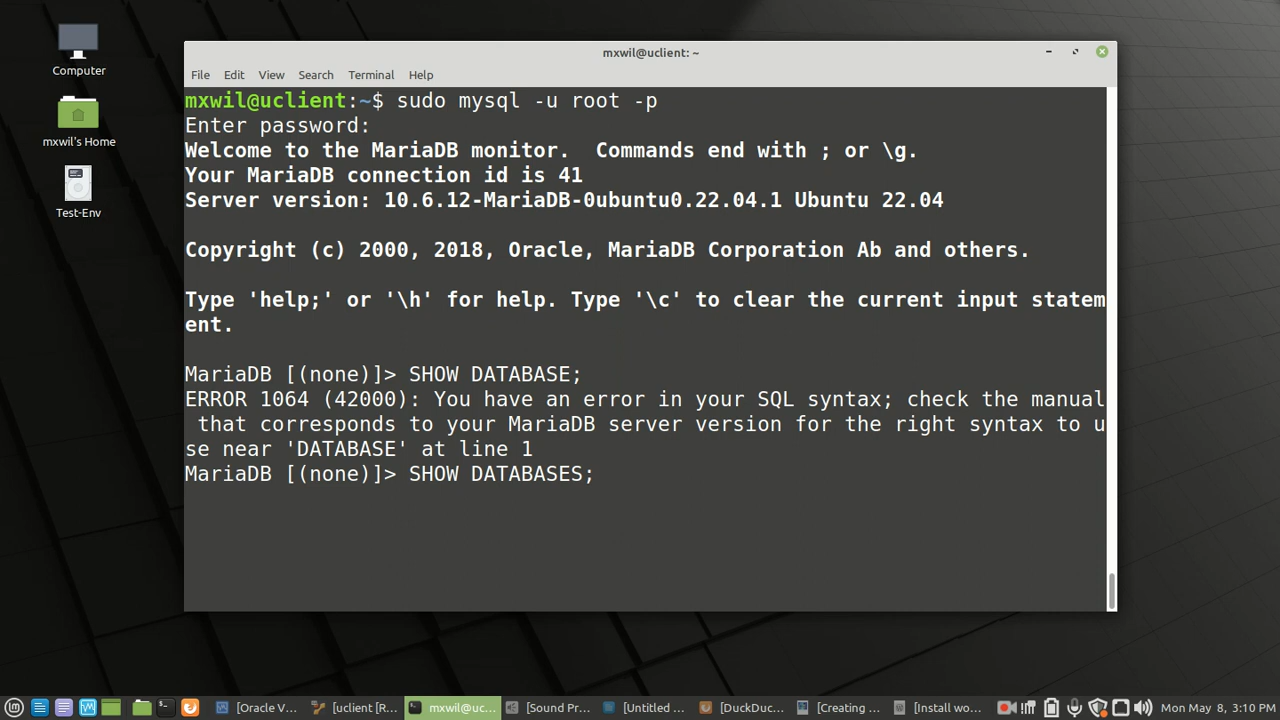 Computer
mxwil's Home
Test-Env
mxwil@uclient: ~
File Edit View Search Terminal Help
mxwil@uclient:~$ sudo mysql -u root -p
Enter password:
Welcome to the MariaDB monitor.  Commands end with ; or \g.
Your MariaDB connection id is 41
Server version: 10.6.12-MariaDB-0ubuntu0.22.04.1 Ubuntu 22.04
Copyright (c) 2000, 2018, Oracle, MariaDB Corporation Ab and others.
Type 'help;' or '\h' for help. Type '\c' to clear the current input statem
ent.
MariaDB [(none)]> SHOW DATABASE;
ERROR 1064 (42000): You have an error in your SQL syntax; check the manual
 that corresponds to your MariaDB server version for the right syntax to u
se near 'DATABASE' at line 1
MariaDB [(none)]> SHOW DATABASES;
[Oracle V... [uclient [R... mxwil@uc... [Sound Pr... [Untitled ... [DuckDuc... [Creating ... [Install wo... Mon May 8, 3:10 PM